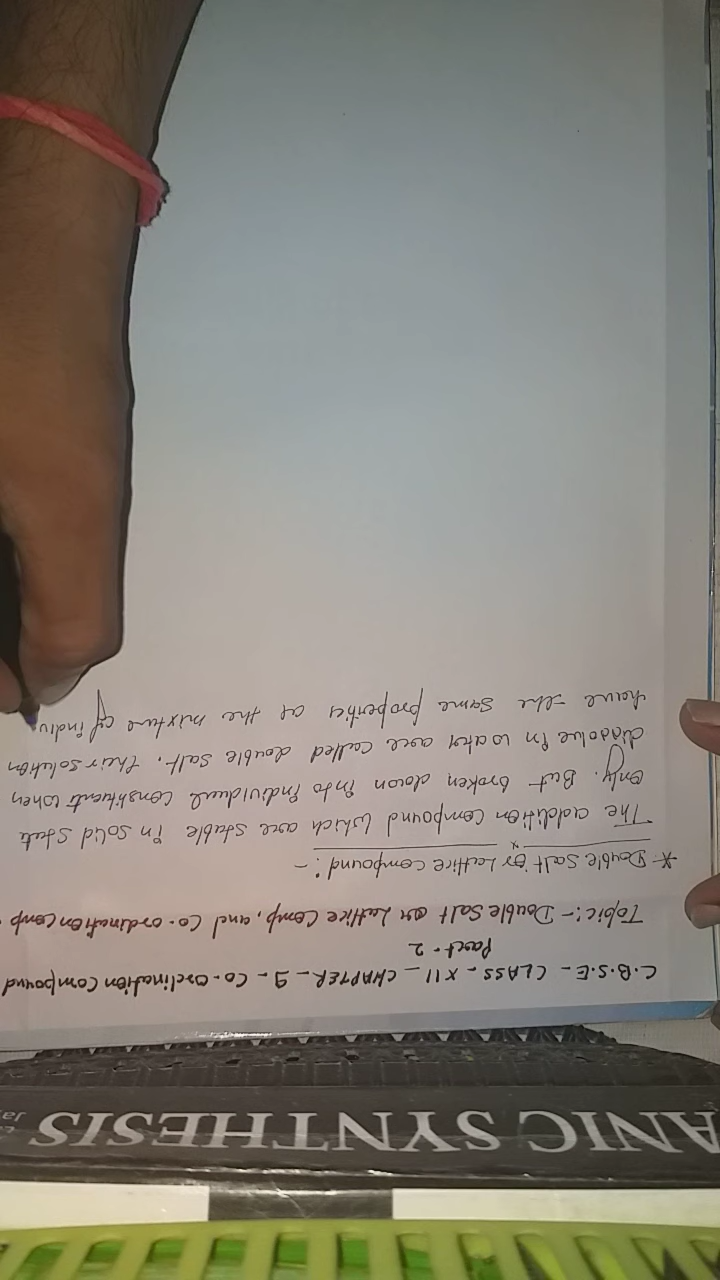 C.B.S.E - CLASS - XII - CHAPTER - 9 - Co-ordination Compound
Part-2
Topic:- Double Salt or Lattice Comp, and Co-ordination Comp
* Double Salt or Lattice Compound:-
The addition Compound which are stable in Solid State
only. But broken down into individual Constituent when
dissolve in water are called double salt. their solution
have the same properties as the mixture of indiv
ANIC SYNTHESIS